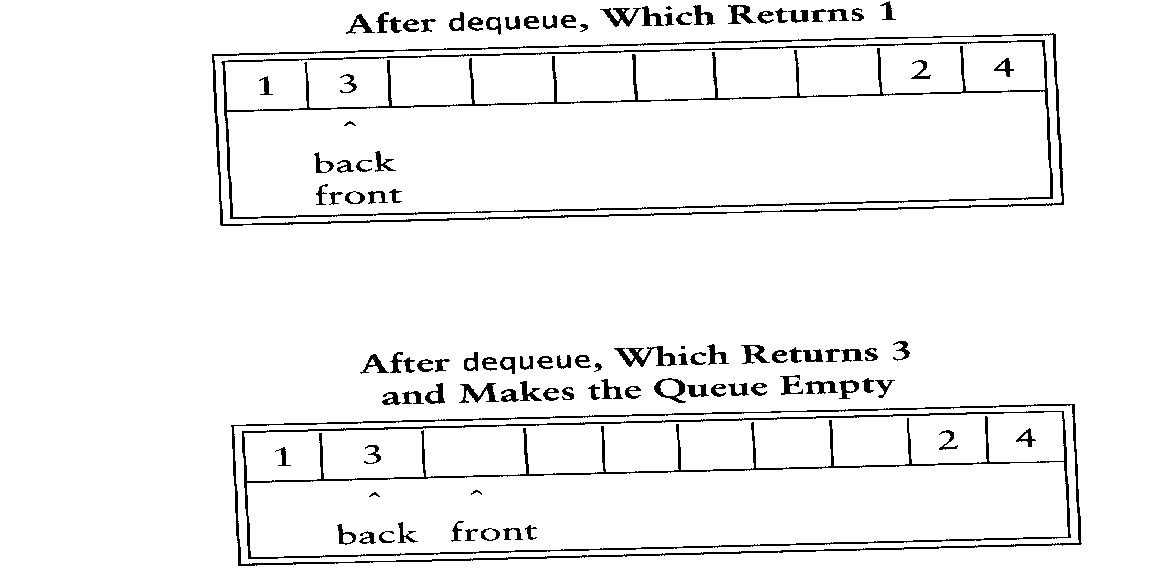 After dequeue, Which Returns 1
1 3 2 4
^
back
front
After dequeue, Which Returns 3
and Makes the Queue Empty
1 3 2 4
^ ^
back front